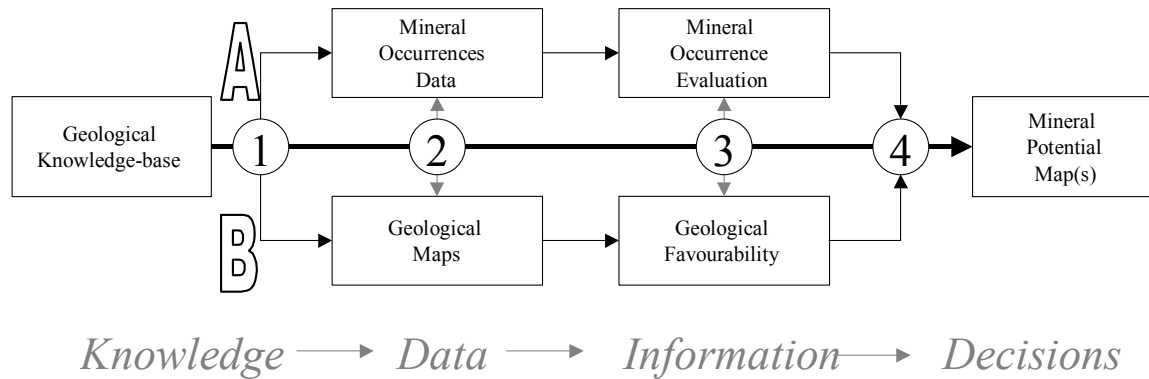 A
Mineral
Occurrences
Data
Mineral
Occurrence
Evaluation
Geological
Knowledge-base
1
2
3
4
Mineral
Potential
Map(s)
B
Geological
Maps
Geological
Favourability
Knowledge
Data
Information
Decisions